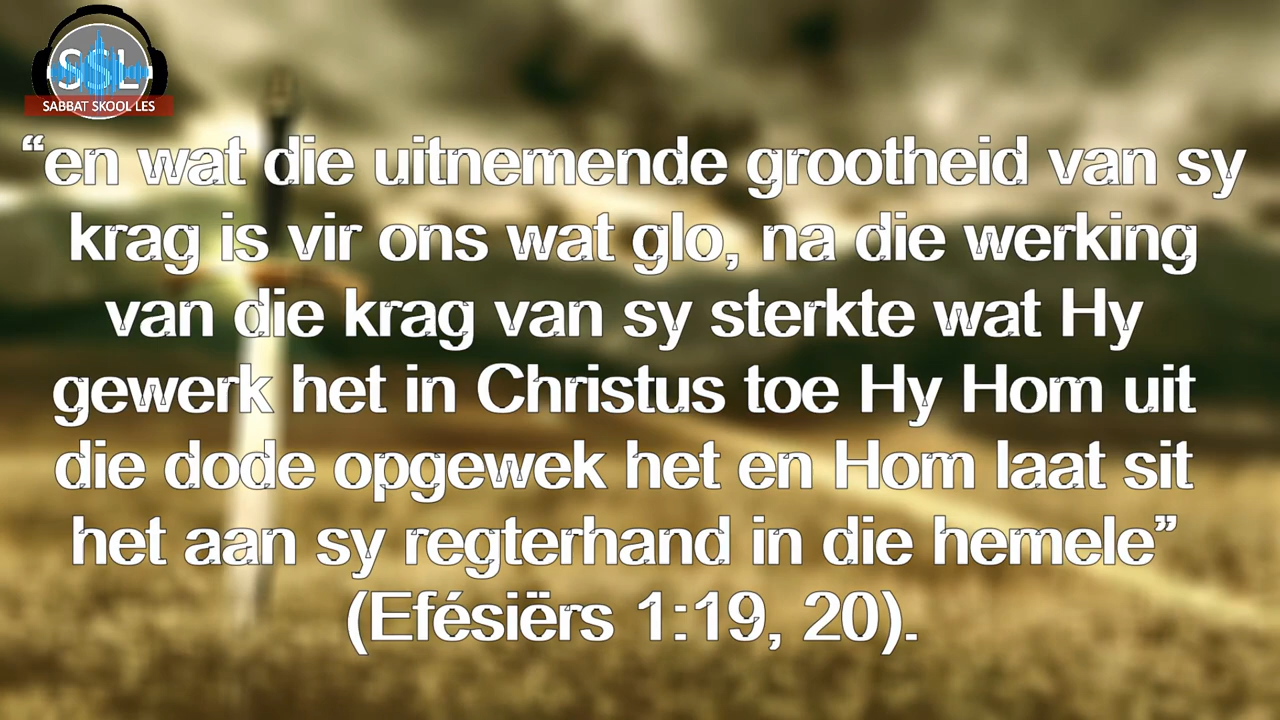 SSL
SABBAT SKOOL LES
“en wat die uitnemende grootheid van sy
krag is vir ons wat glo, na die werking
van die krag van sy sterkte wat Hy
gewerk het in Christus toe Hy Hom uit
die dode opgewek het en Hom laat sit
het aan sy regterhand in die hemele”
(Efésiërs 1:19, 20).